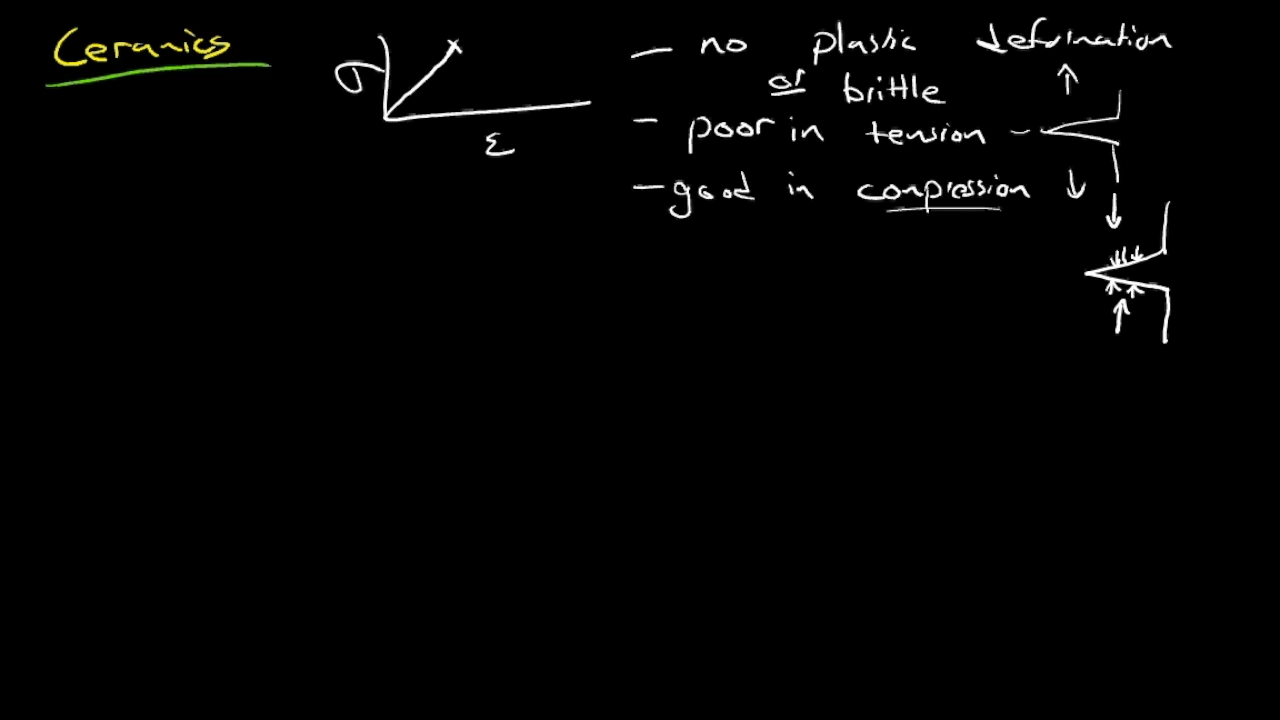 Ceramics
σ
ε
— no plastic deformation
or brittle
- poor in tension -
— good in compression ↓